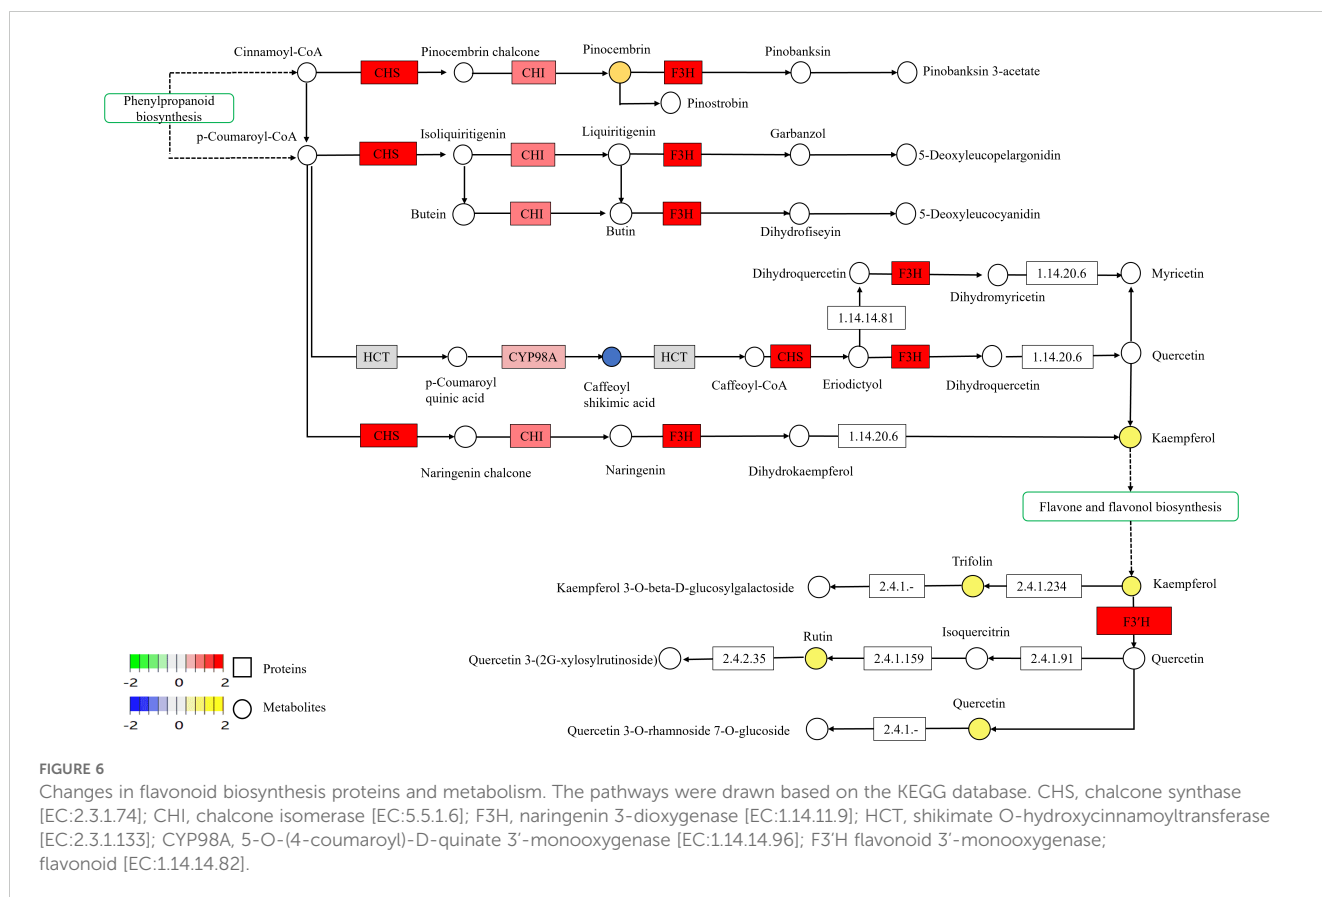 Cinnamoyl-CoA
Pinocembrin chalcone
Pinocembrin
Pinobanksin
CHS
CHI
F3H
Pinobanksin 3-acetate
Phenylpropanoid
biosynthesis
Pinostrobin
p-Coumaroyl-CoA
Isoliquiritigenin
Liquiritigenin
Garbanzol
CHS
CHI
F3H
5-Deoxyleucopelargonidin
Butein
CHI
F3H
5-Deoxyleucocyanidin
Butin
Dihydrofiseyin
Dihydroquercetin
F3H
1.14.20.6
Myricetin
Dihydromyricetin
1.14.14.81
HCT
CYP98A
HCT
CHS
F3H
1.14.20.6
Quercetin
p-Coumaroyl
quinic acid
Caffeoyl
shikimic acid
Caffeoyl-CoA
Eriodictyol
Dihydroquercetin
CHS
CHI
F3H
1.14.20.6
Kaempferol
Naringenin chalcone
Naringenin
Dihydrokaempferol
Flavone and flavonol biosynthesis
Trifolin
Kaempferol 3-O-beta-D-glucosylgalactoside
2.4.1.-
2.4.1.234
Kaempferol
F3'H
Rutin
Isoquercitrin
Quercetin 3-(2G-xylosylrutinoside)
2.4.2.35
2.4.1.159
2.4.1.91
Quercetin
-2 0 2
Proteins
-2 0 2
Metabolites
Quercetin
Quercetin 3-O-rhamnoside 7-O-glucoside
2.4.1.-
FIGURE 6
Changes in flavonoid biosynthesis proteins and metabolism. The pathways were drawn based on the KEGG database. CHS, chalcone synthase
[EC:2.3.1.74]; CHI, chalcone isomerase [EC:5.5.1.6]; F3H, naringenin 3-dioxygenase [EC:1.14.11.9]; HCT, shikimate O-hydroxycinnamoyltransferase
[EC:2.3.1.133]; CYP98A, 5-O-(4-coumaroyl)-D-quinate 3′-monooxygenase [EC:1.14.14.96]; F3′H flavonoid 3′-monooxygenase;
flavonoid [EC:1.14.14.82].